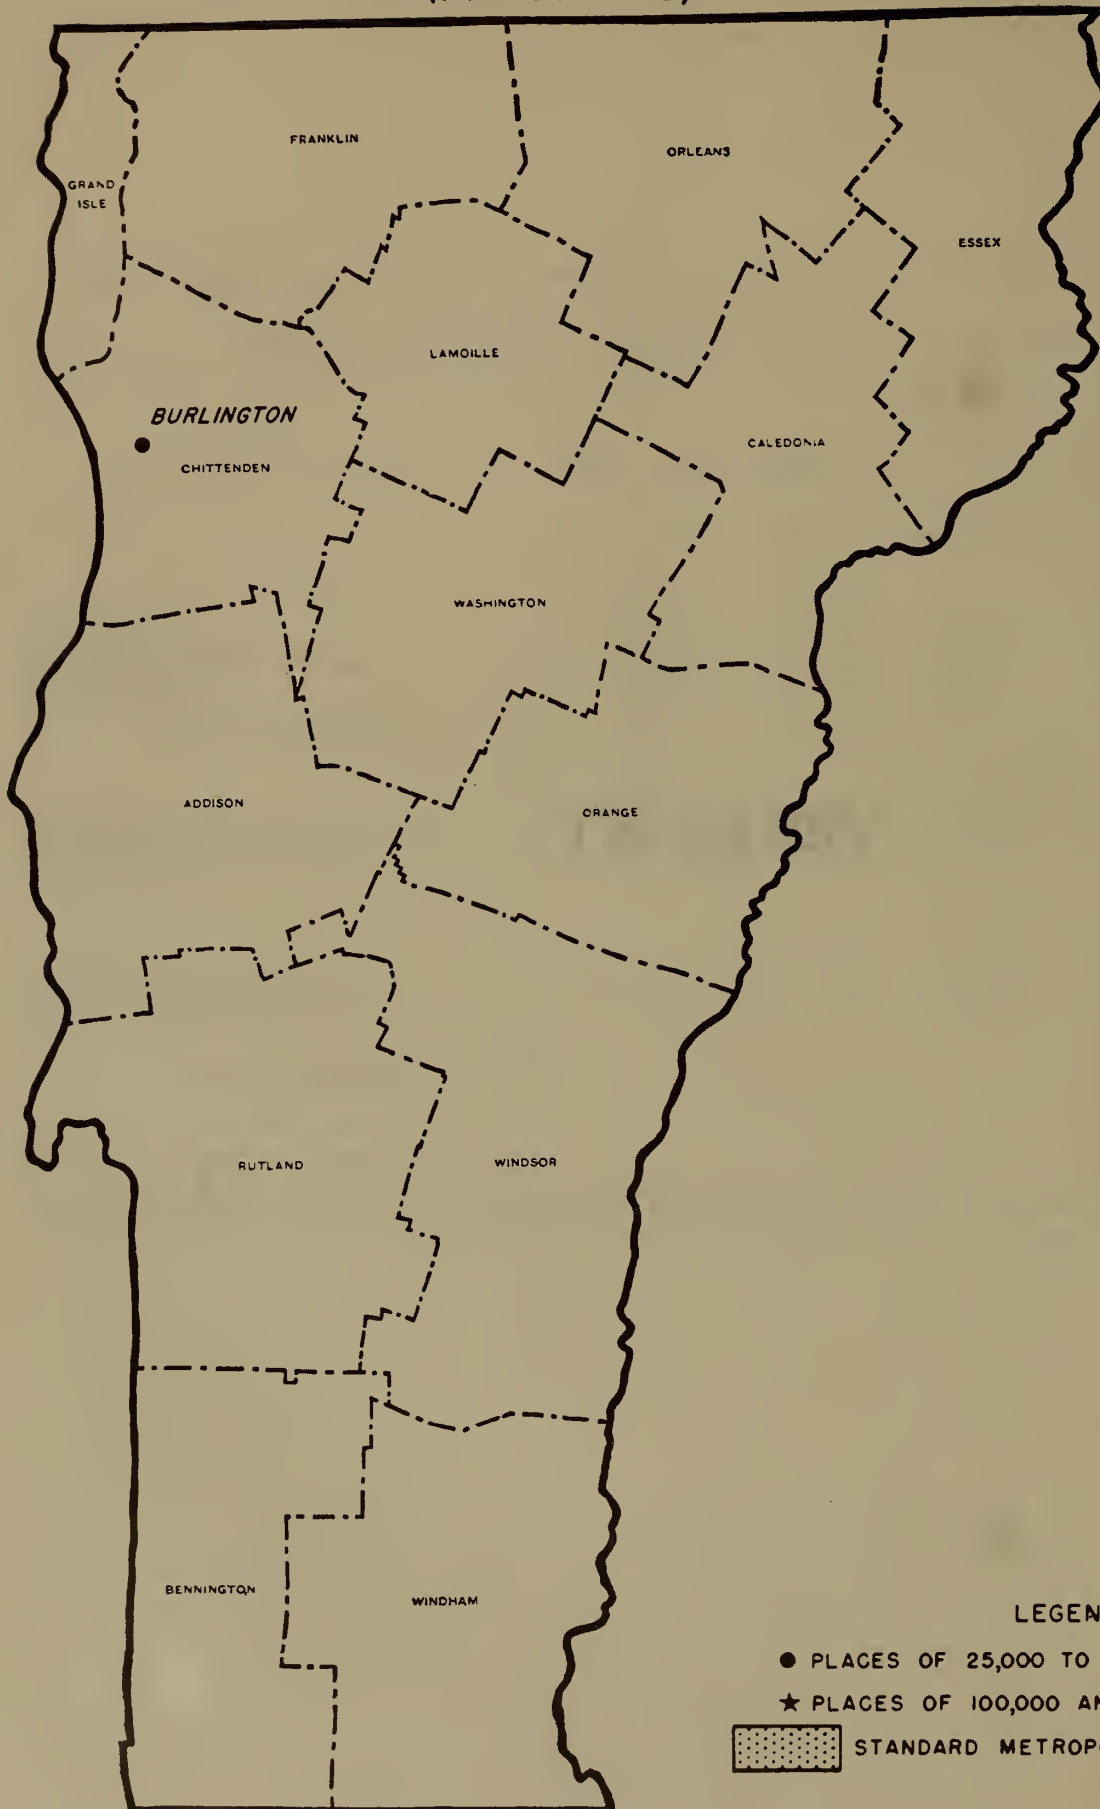 FRANKLIN
ORLEANS
GRAND
ISLE
ESSEX
LAMOILLE
BURLINGTON
CALEDONIA
CHITTENDEN
WASHINGTON
ADDISON
ORANGE
RUTLAND
WINDSOR
BENNINGTON
WINDHAM
LEGEN
● PLACES OF 25,000 TO
★ PLACES OF 100,000 AN
STANDARD METROP